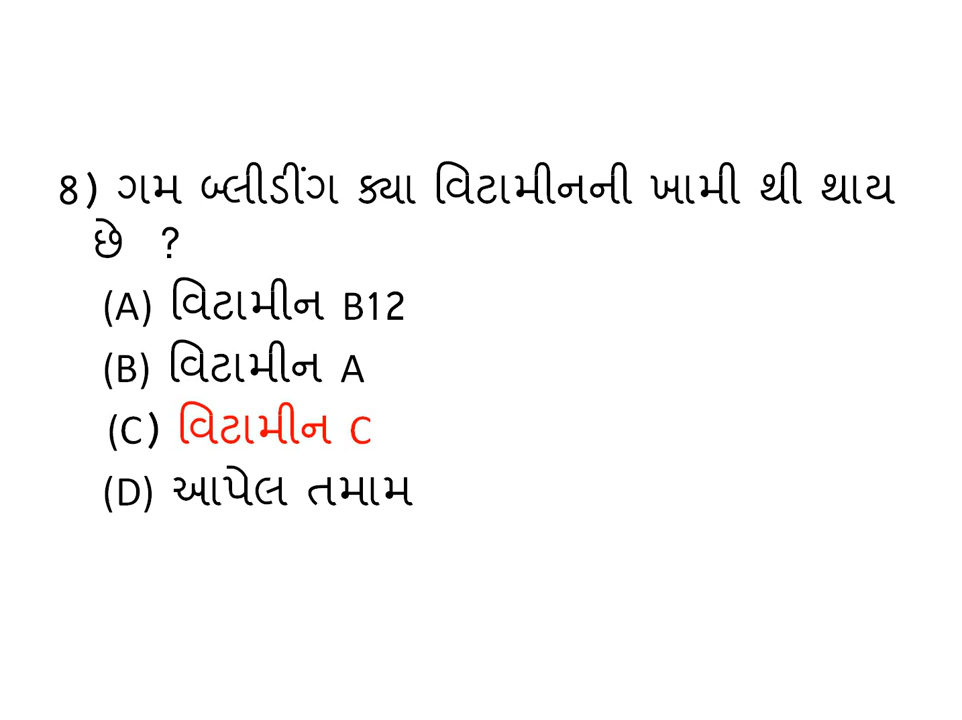 8) ગમ બ્લીડીંગ ક્યા વિટામીનની ખામી થી થાય
છે ?
(A) વિટામીન B12
(B) વિટામીન A
(C) વિટામીન C
(D) આપેલ તમામ